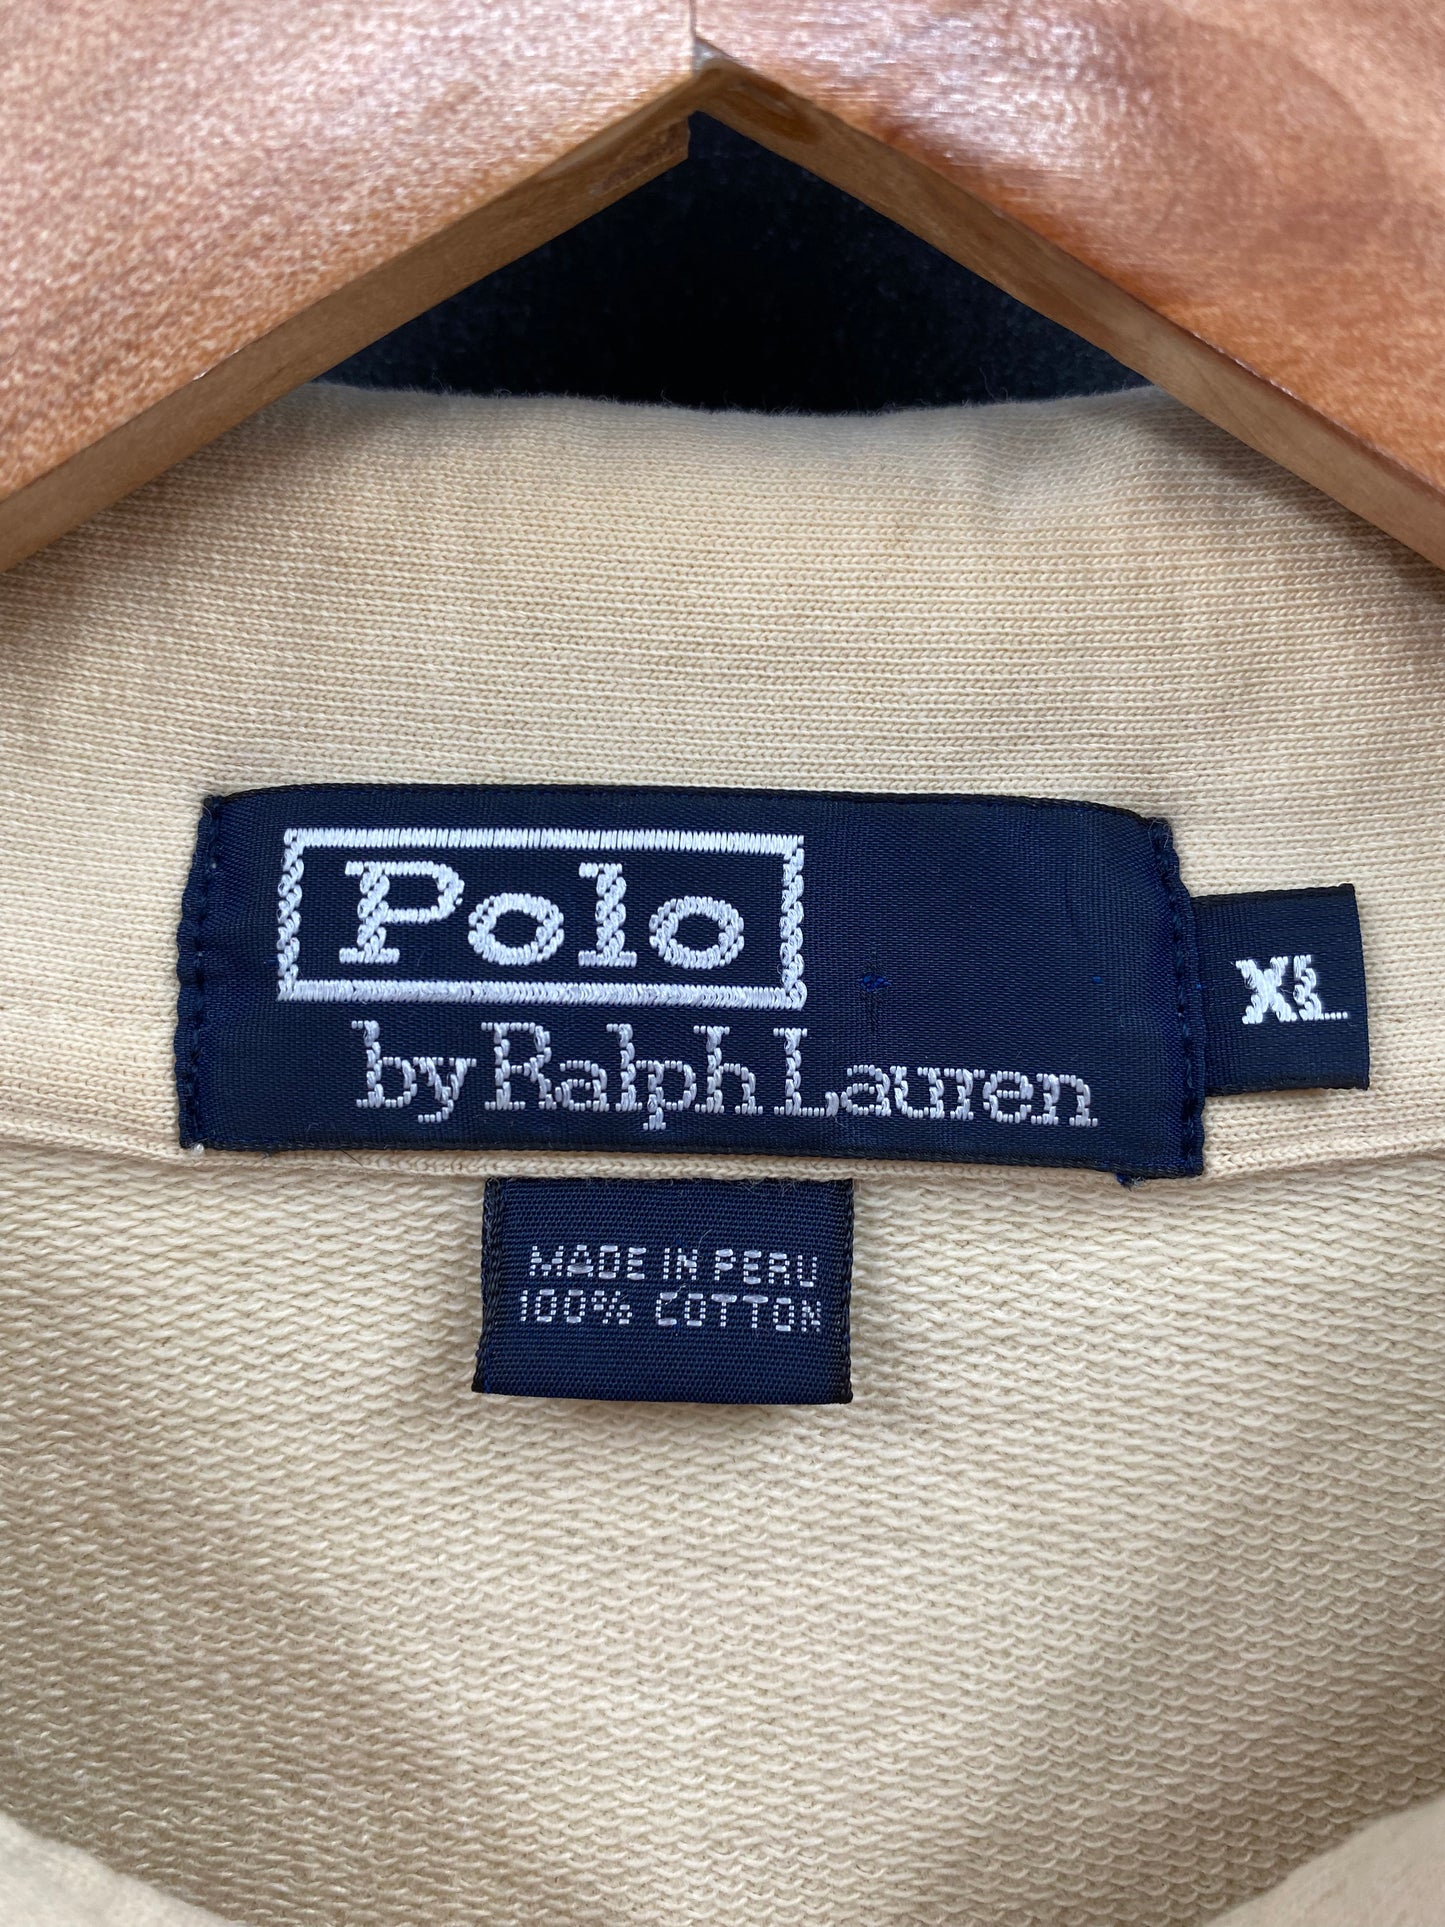 Polo
by Ralph Lauren
XL
MADE IN PERU
100% COTTON